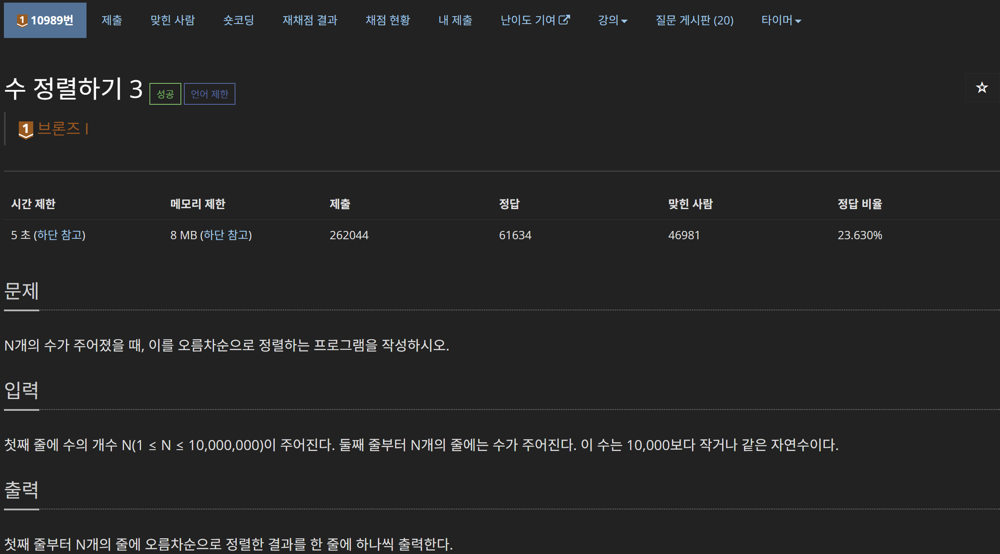 1 10989번 제출 맞힌 사람 숏코딩 재채점 결과 채점 현황 내 제출 난이도 기여 강의 질문 게시판 (20) 타이머
수 정렬하기 3 성공 언어 제한
1 브론즈 I
시간 제한 메모리 제한 제출 정답 맞힌 사람 정답 비율
5 초 (하단 참고) 8 MB (하단 참고) 262044 61634 46981 23.630%
문제
N개의 수가 주어졌을 때, 이를 오름차순으로 정렬하는 프로그램을 작성하시오.
입력
첫째 줄에 수의 개수 N(1 ≤ N ≤ 10,000,000)이 주어진다. 둘째 줄부터 N개의 줄에는 수가 주어진다. 이 수는 10,000보다 작거나 같은 자연수이다.
출력
첫째 줄부터 N개의 줄에 오름차순으로 정렬한 결과를 한 줄에 하나씩 출력한다.